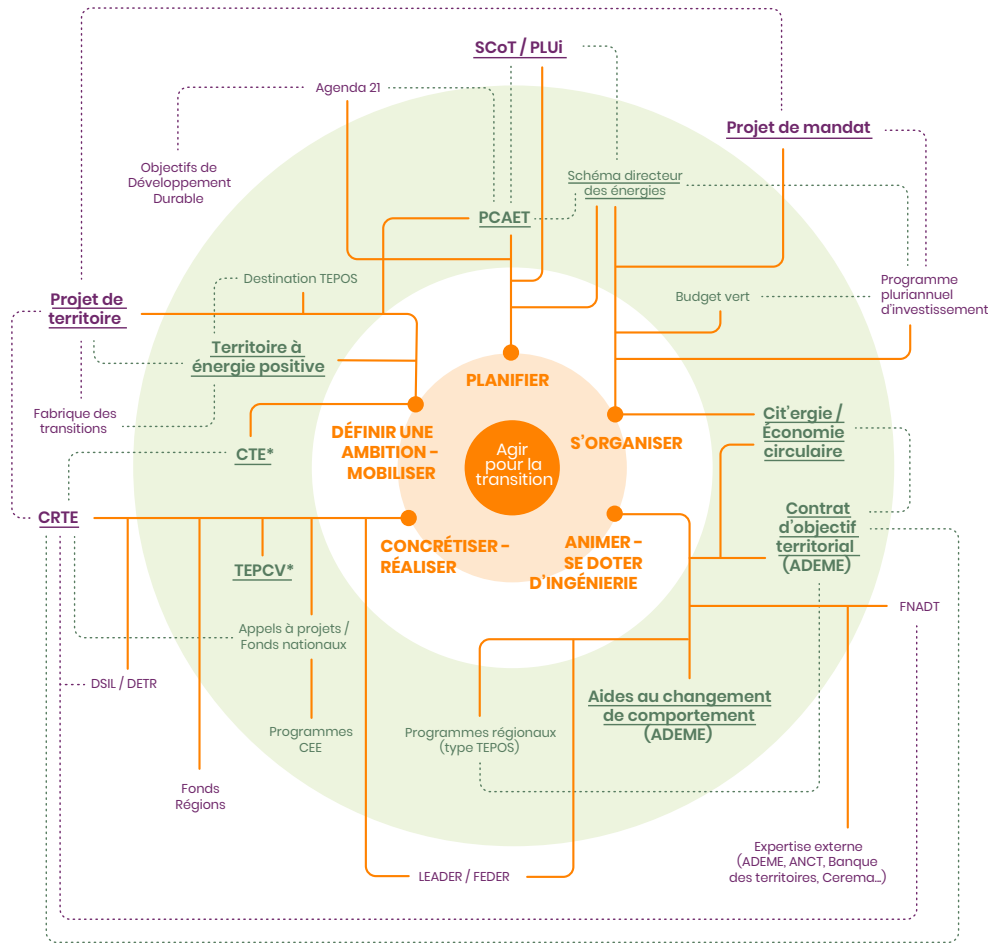 SCoT / PLUi
Agenda 21
Projet de mandat
Objectifs de
Développement
Durable
Schéma directeur
des énergies
PCAET
Destination TEPOS
Projet de
territoire
Budget vert
Programme
pluriannuel
d'investissement
Territoire à
énergie positive
PLANIFIER
Fabrique des
transitions
CTE*
DÉFINIR UNE
AMBITION -
MOBILISER
Agir
pour la
transition
S'ORGANISER
Cit'ergie /
Économie
circulaire
CRTE
CONCRÉTISER -
RÉALISER
ANIMER -
SE DOTER
D'INGÉNIERIE
Contrat
d'objectif
territorial
(ADEME)
TEPCV*
FNADT
Appels à projets /
Fonds nationaux
DSIL / DETR
Aides au changement
de comportement
(ADEME)
Programmes
CEE
Programmes régionaux
(type TEPOS)
Fonds
Régions
LEADER / FEDER
Expertise externe
(ADEME, ANCT, Banque
des territoires, Cerema...)